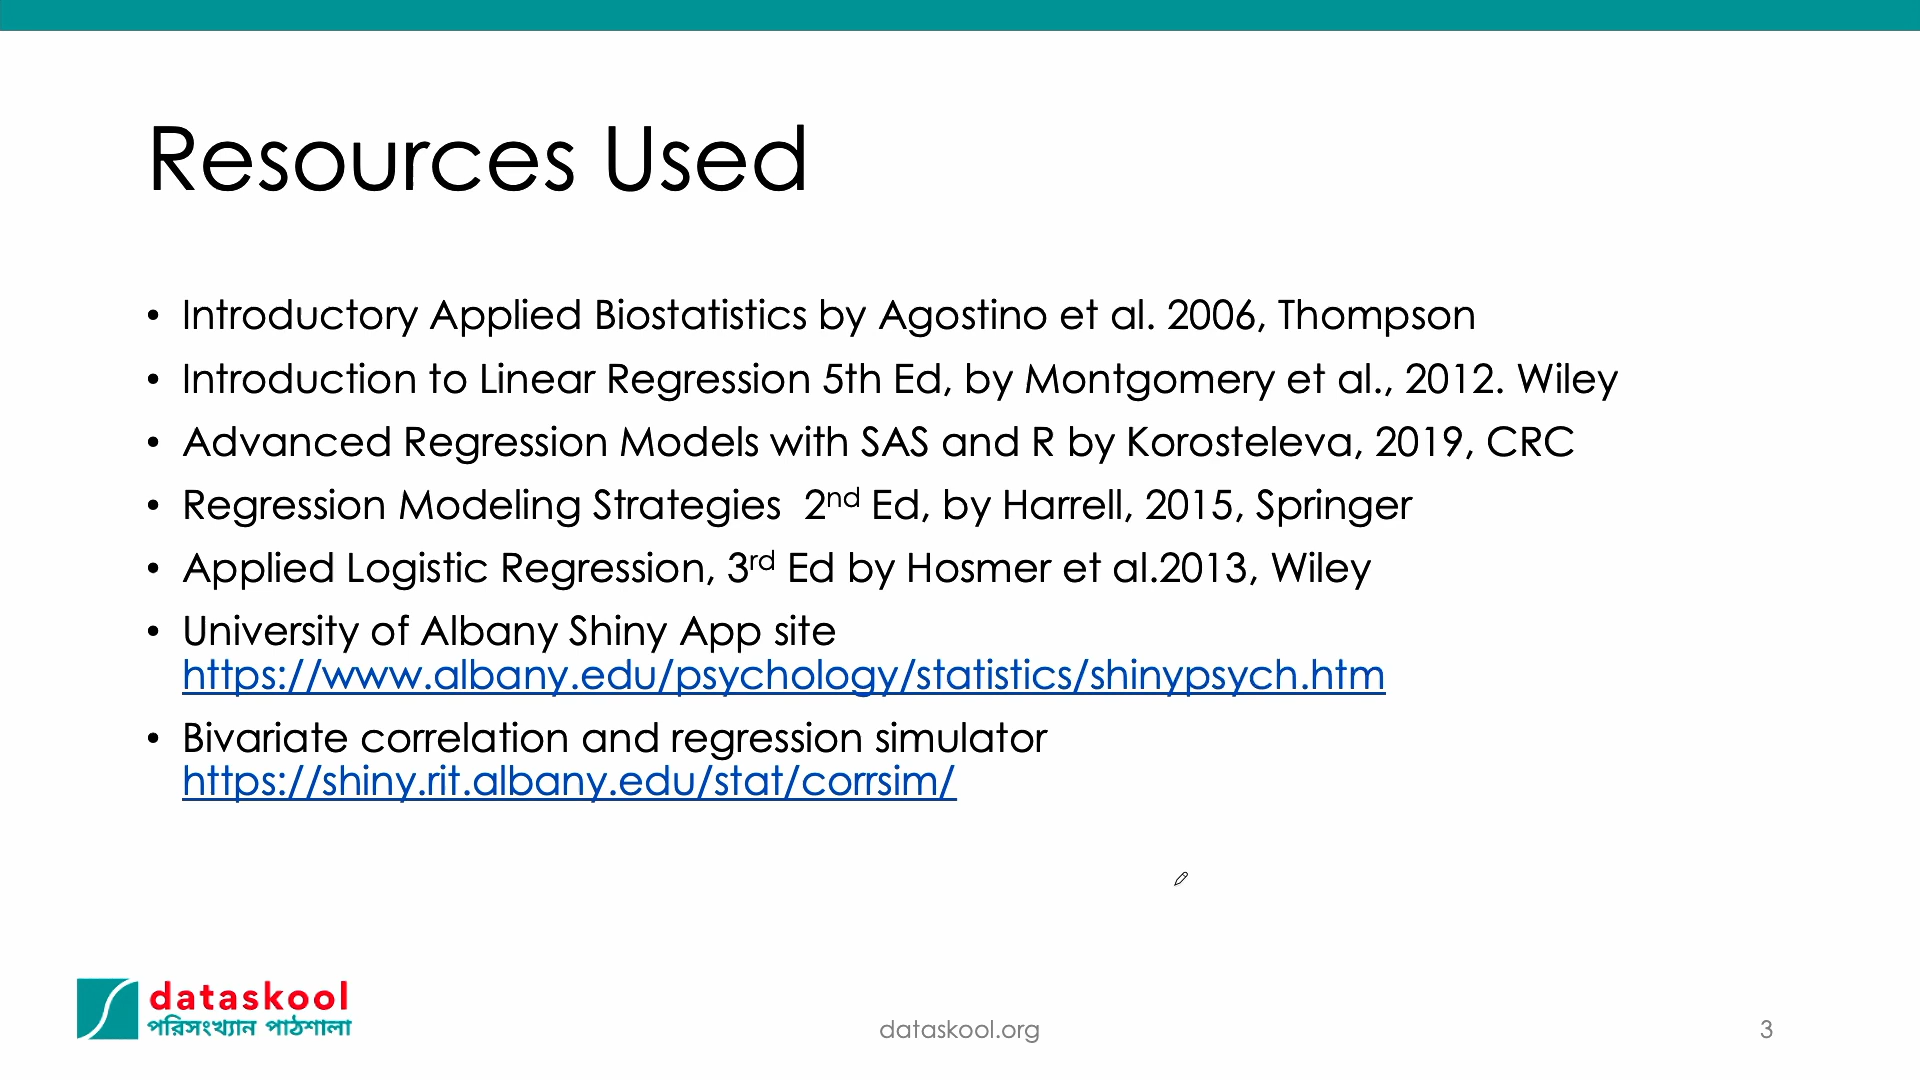 Resources Used
• Introductory Applied Biostatistics by Agostino et al. 2006, Thompson
• Introduction to Linear Regression 5th Ed, by Montgomery et al., 2012. Wiley
• Advanced Regression Models with SAS and R by Korosteleva, 2019, CRC
• Regression Modeling Strategies  2nd Ed, by Harrell, 2015, Springer
• Applied Logistic Regression, 3rd Ed by Hosmer et al.2013, Wiley
• University of Albany Shiny App site
https://www.albany.edu/psychology/statistics/shinypsych.htm
• Bivariate correlation and regression simulator
https://shiny.rit.albany.edu/stat/corrsim/
dataskool
পরিসংখ্যান পাঠশালা
dataskool.org
3